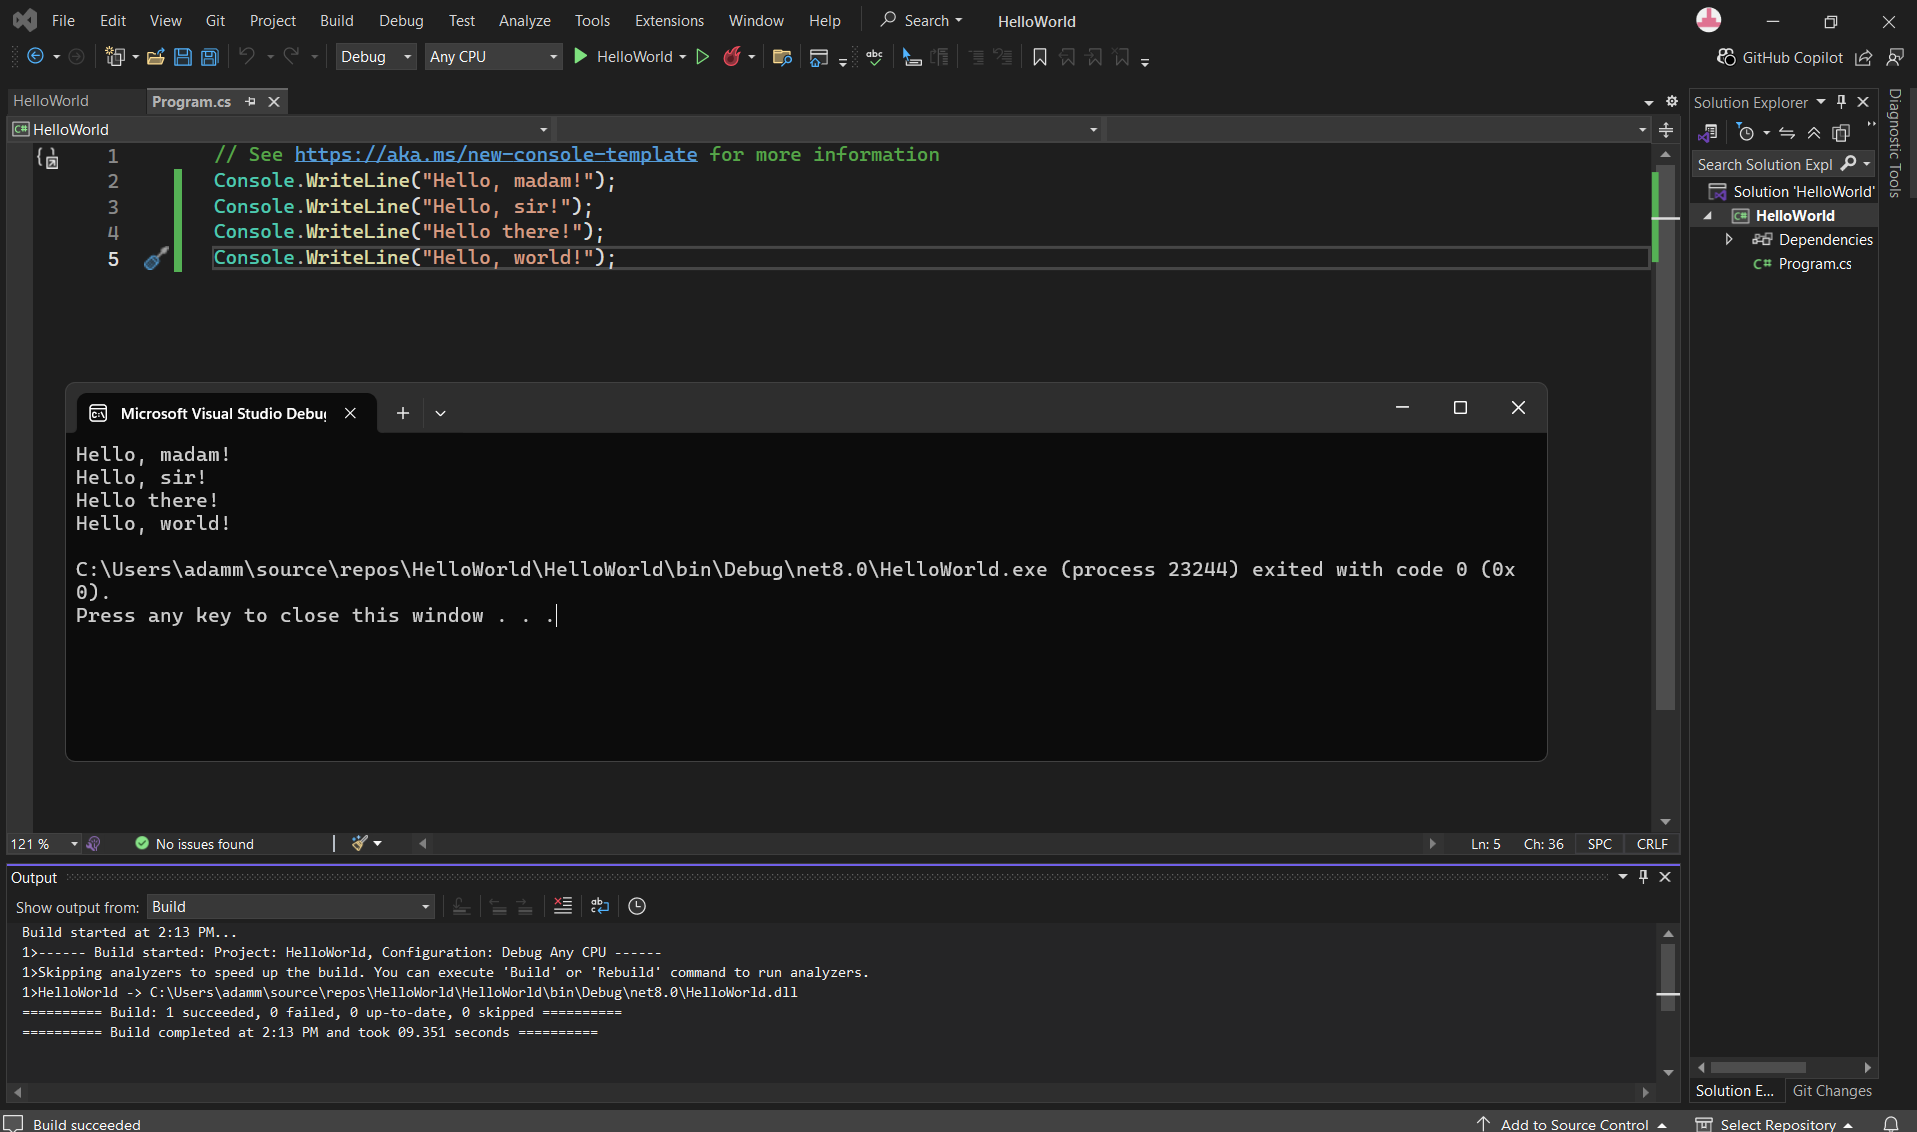 File Edit View Git Project Build Debug Test Analyze Tools Extensions Window Help Search HelloWorld
Debug Any CPU HelloWorld GitHub Copilot
HelloWorld Program.cs
C# HelloWorld
1 // See https://aka.ms/new-console-template for more information
2 Console.WriteLine("Hello, madam!");
3 Console.WriteLine("Hello, sir!");
4 Console.WriteLine("Hello there!");
5 Console.WriteLine("Hello, world!");
Microsoft Visual Studio Debu
Hello, madam!
Hello, sir!
Hello there!
Hello, world!
C:\Users\adamm\source\repos\HelloWorld\HelloWorld\bin\Debug\net8.0\HelloWorld.exe (process 23244) exited with code 0 (0x
0).
Press any key to close this window . . .
121 % No issues found Ln: 5 Ch: 36 SPC CRLF
Output
Show output from: Build
Build started at 2:13 PM...
1>------ Build started: Project: HelloWorld, Configuration: Debug Any CPU ------
1>Skipping analyzers to speed up the build. You can execute 'Build' or 'Rebuild' command to run analyzers.
1>HelloWorld -> C:\Users\adamm\source\repos\HelloWorld\HelloWorld\bin\Debug\net8.0\HelloWorld.dll
========== Build: 1 succeeded, 0 failed, 0 up-to-date, 0 skipped ==========
========== Build completed at 2:13 PM and took 09.351 seconds ==========
Solution Explorer
Search Solution Expl
Solution 'HelloWorld'
C# HelloWorld
Dependencies
C# Program.cs
Solution E... Git Changes
Diagnostic Tools
Build succeeded Add to Source Control Select Repository